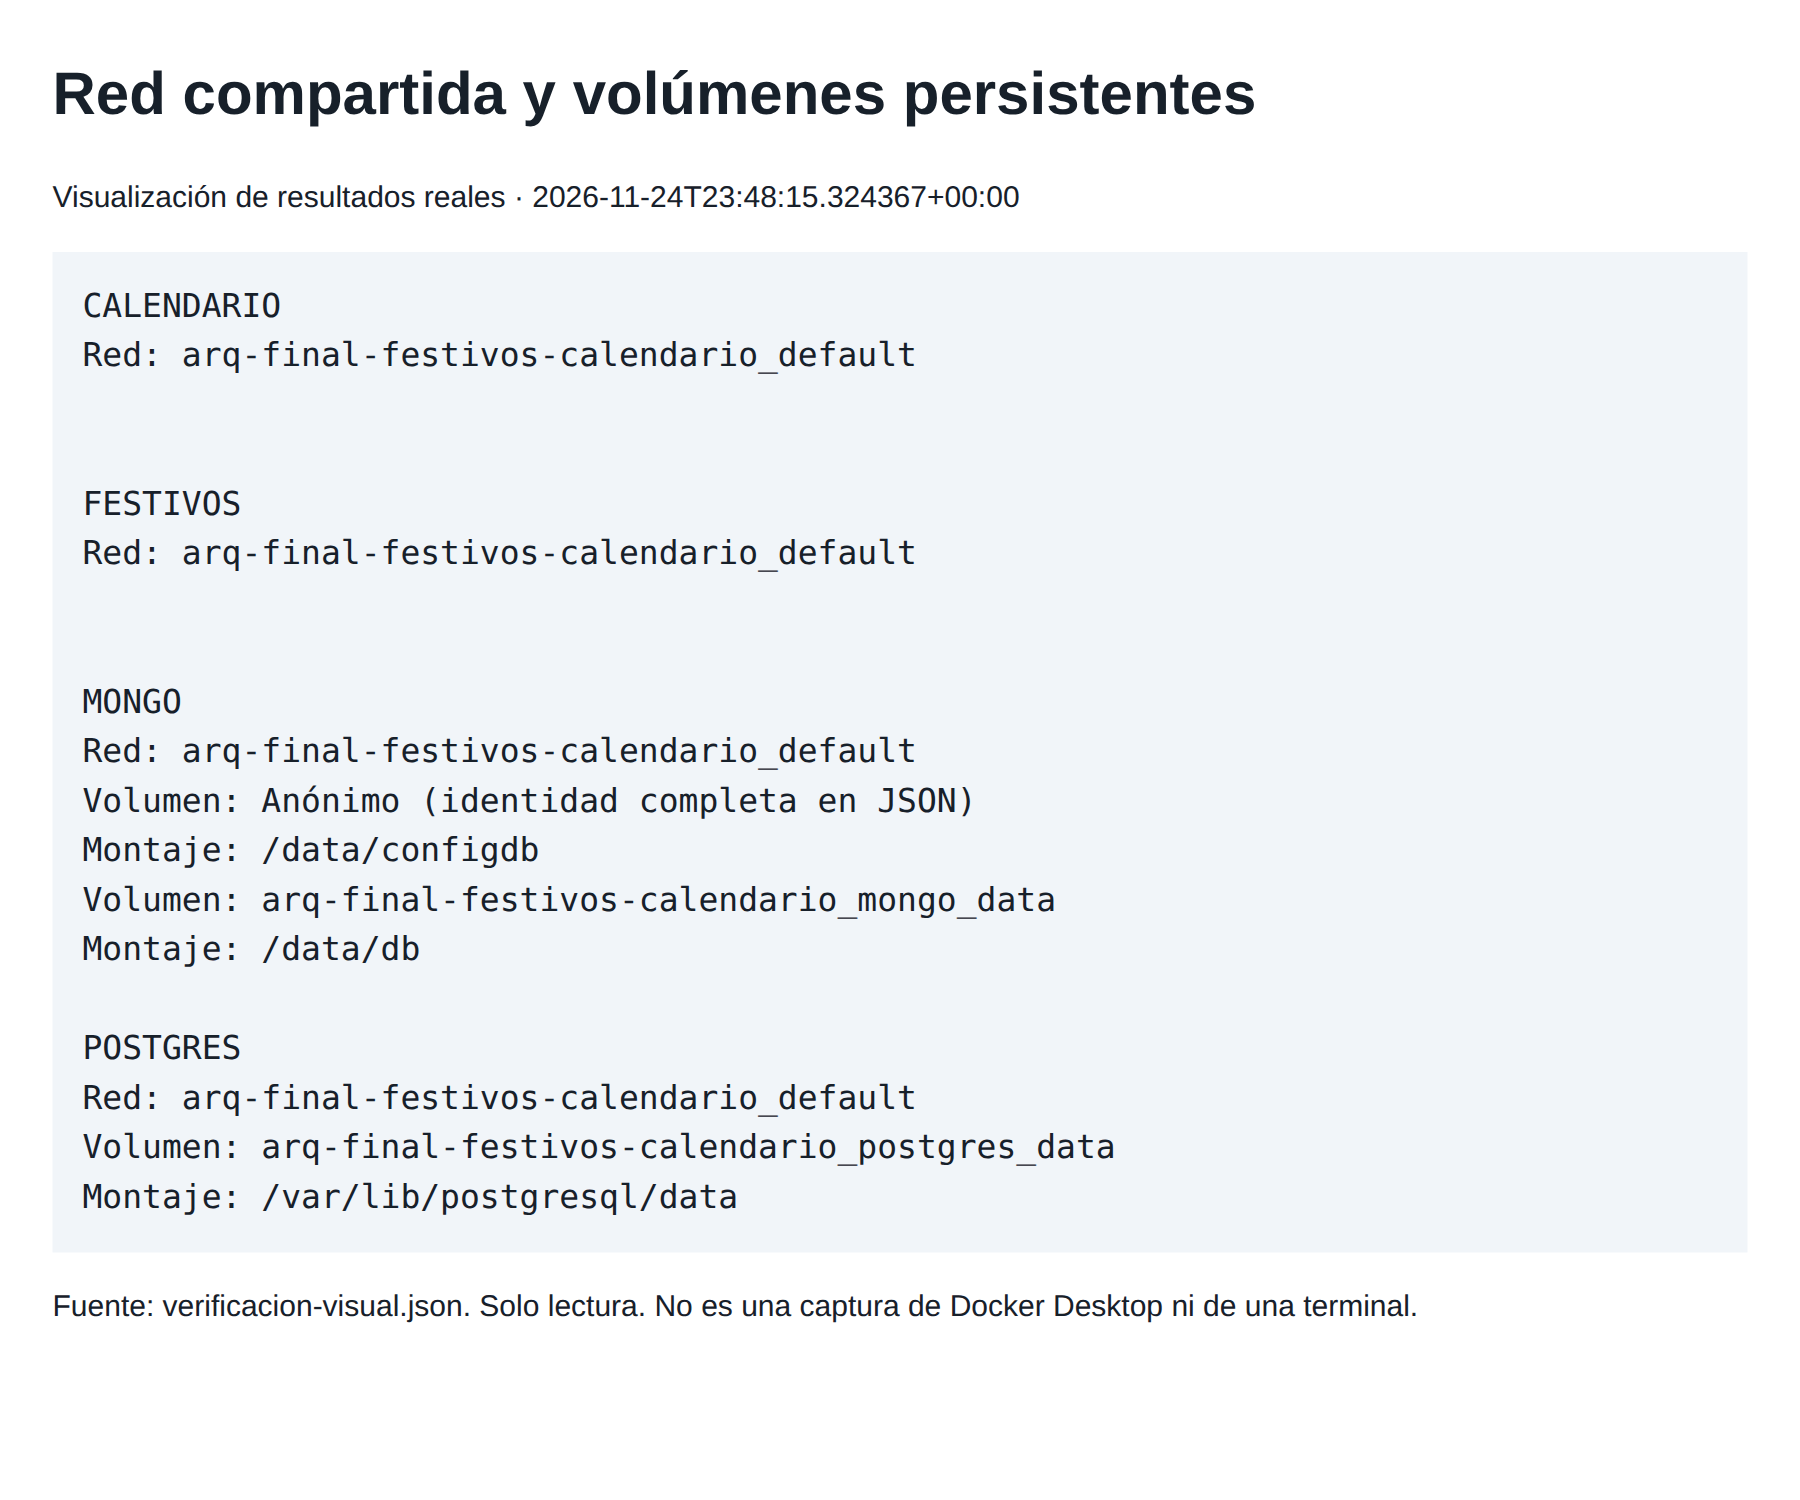 Red compartida y volúmenes persistentes
Visualización de resultados reales · 2026-11-24T23:48:15.324367+00:00
CALENDARIO
Red: arq-final-festivos-calendario_default
FESTIVOS
Red: arq-final-festivos-calendario_default
MONGO
Red: arq-final-festivos-calendario_default
Volumen: Anónimo (identidad completa en JSON)
Montaje: /data/configdb
Volumen: arq-final-festivos-calendario_mongo_data
Montaje: /data/db
POSTGRES
Red: arq-final-festivos-calendario_default
Volumen: arq-final-festivos-calendario_postgres_data
Montaje: /var/lib/postgresql/data
Fuente: verificacion-visual.json. Solo lectura. No es una captura de Docker Desktop ni de una terminal.